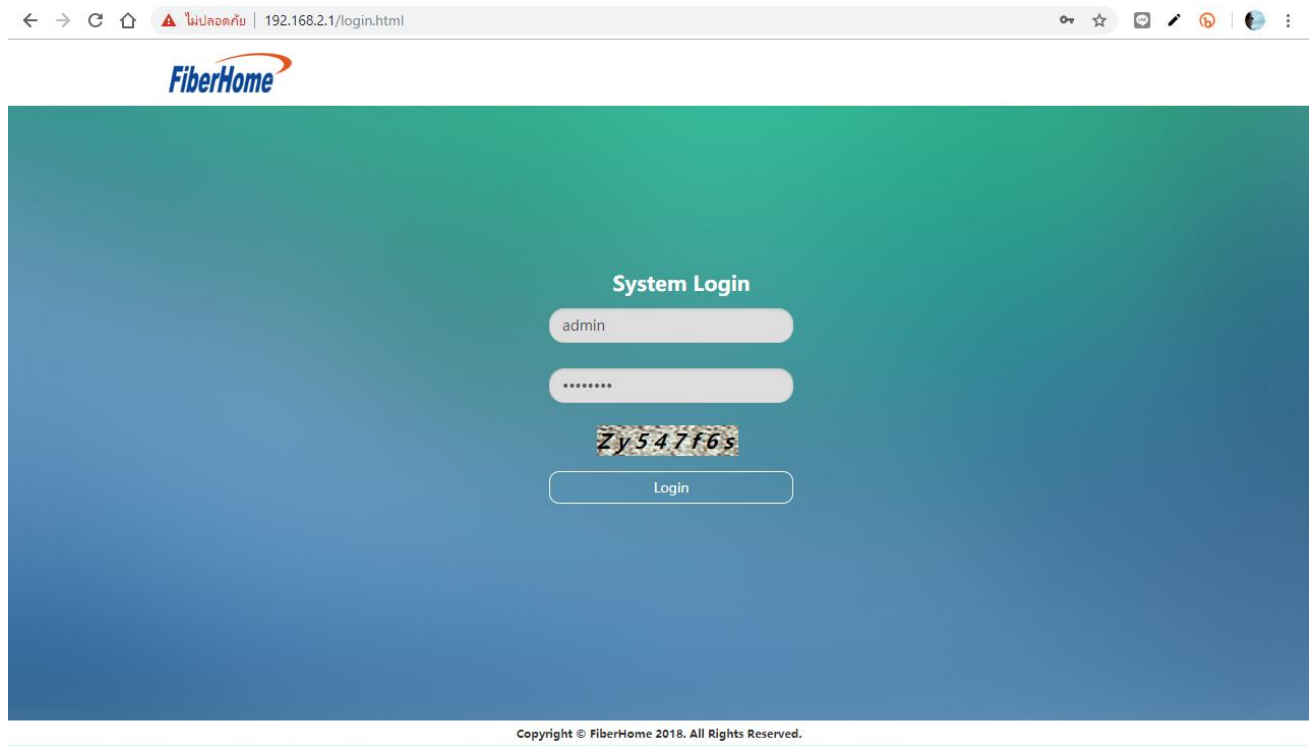 ไม่ปลอดภัย | 192.168.2.1/login.html
FiberHome
System Login
admin
••••••••
Zy547f6s
Login
Copyright © FiberHome 2018. All Rights Reserved.